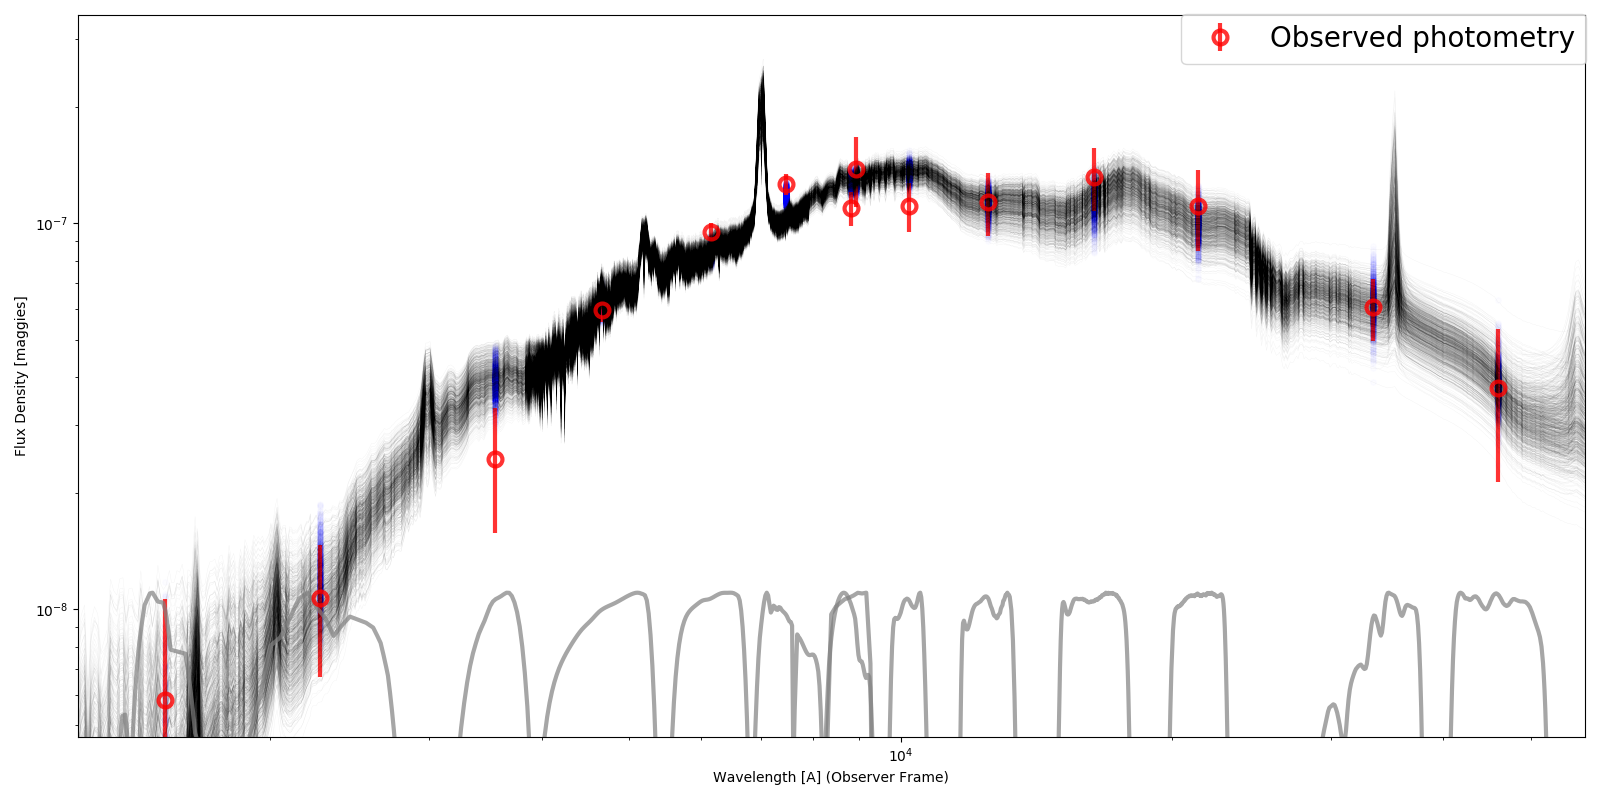 Observed photometry
Flux Density [maggies]
10⁻⁷
10⁻⁸
10⁴
Wavelength [A] (Observer Frame)